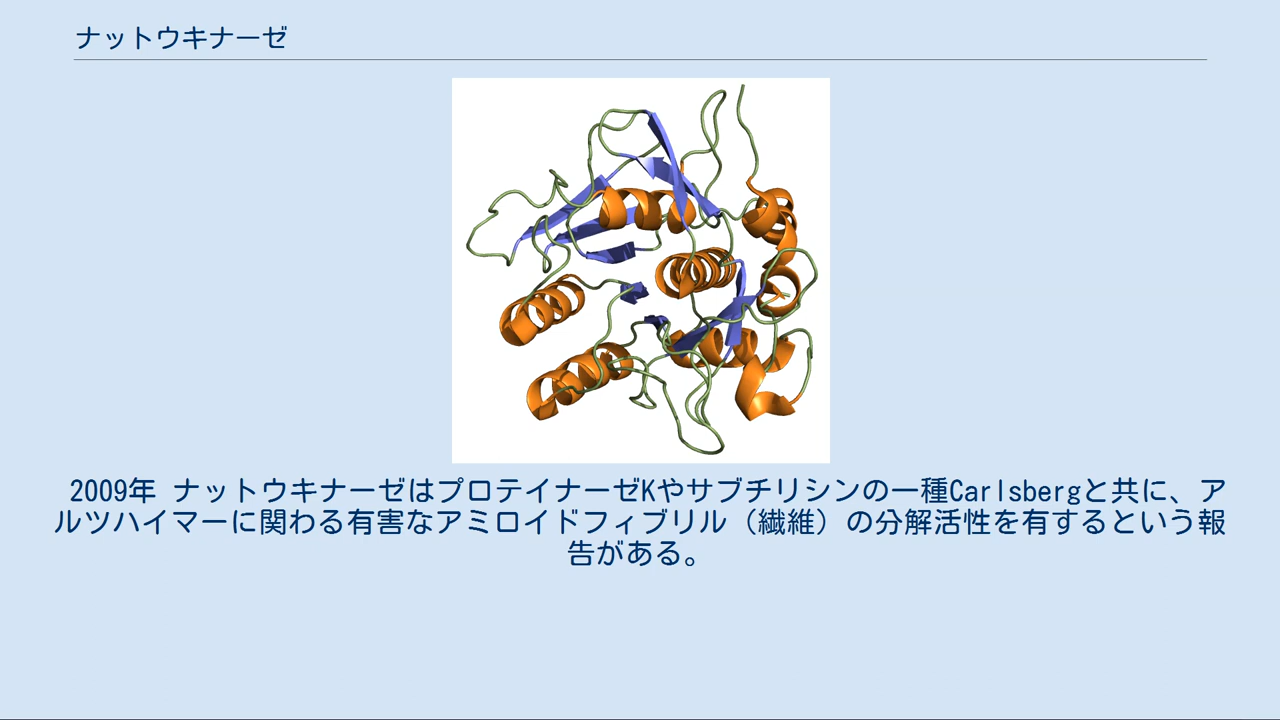 ナットウキナーゼ
2009年 ナットウキナーゼはプロテイナーゼKやサブチリシンの一種Carlsbergと共に、ア
ルツハイマーに関わる有害なアミロイドフィブリル（繊維）の分解活性を有するという報
告がある。